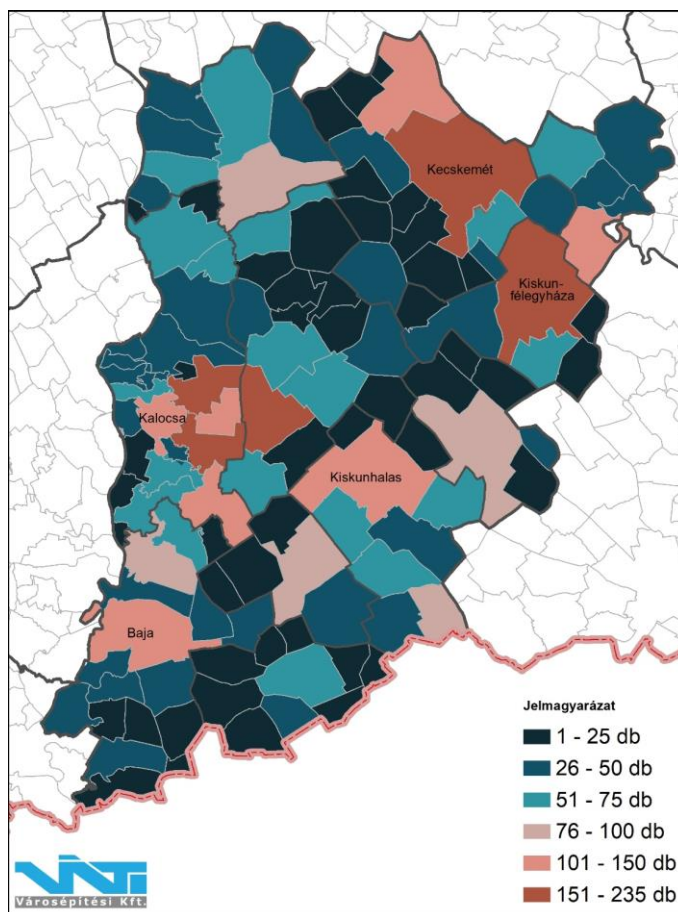 Kecskemét
Kiskun-
félegyháza
Kalocsa
Kiskunhalas
Baja
Jelmagyarázat
1 - 25 db
26 - 50 db
51 - 75 db
76 - 100 db
101 - 150 db
151 - 235 db
VÁTI
Városépítési Kft.